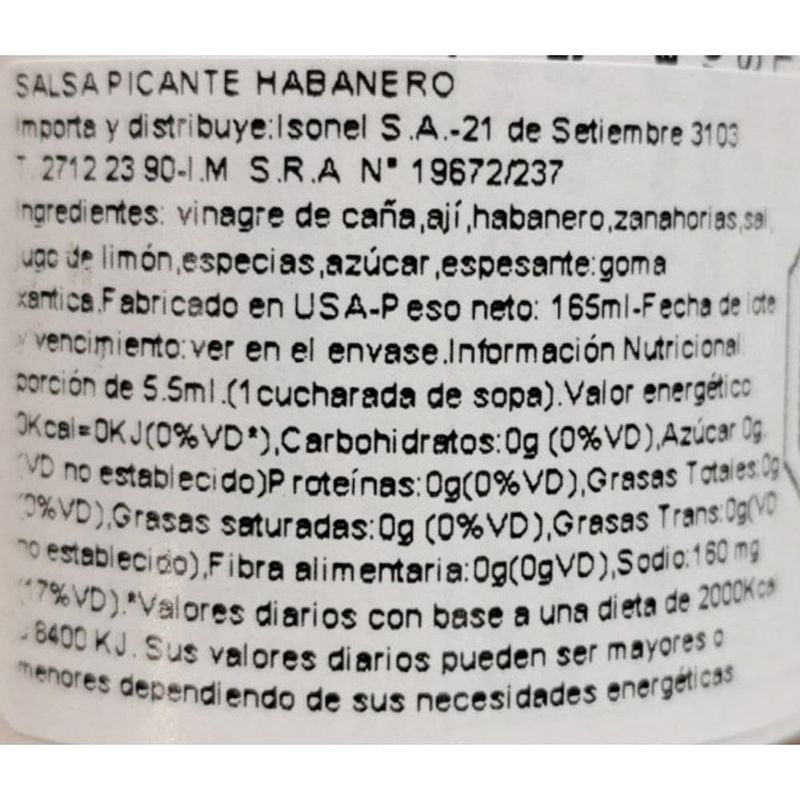 SALSA PICANTE HABANERO
Importa y distribuye:Isonel S.A.-21 de Setiembre 3103
T. 2712 23 90-I.M S.R.A N° 19672/237
Ingredientes: vinagre de caña,ají,habanero,zanahorias,sal,
jugo de limón,especias,azúcar,espesante:goma
xántica.Fabricado en USA-Peso neto: 165ml-Fecha de lote
y vencimiento:ver en el envase.Información Nutricional
porción de 5.5ml.(1cucharada de sopa).Valor energético
0Kcal=0KJ(0%VD*),Carbohidratos:0g (0%VD),Azúcar 0g.
(VD no establecido)Proteínas:0g(0%VD),Grasas Totales:0g
(0%VD),Grasas saturadas:0g (0%VD),Grasas Trans:0g(VD
no establecido),Fibra alimentaria:0g(0gVD),Sodio:160 mg
(17%VD).*Valores diarios con base a una dieta de 2000Kcal
8400 KJ. Sus valores diarios pueden ser mayores o
menores dependiendo de sus necesidades energéticas